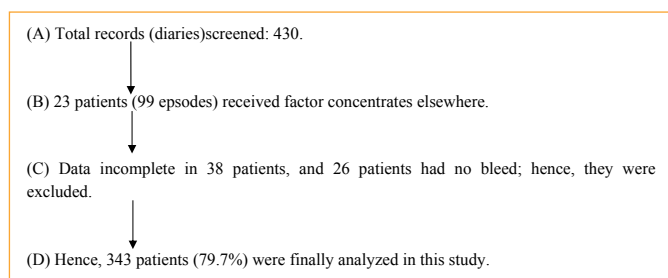 (A) Total records (diaries)screened: 430.
(B) 23 patients (99 epsodes) received factor concentrates elsewhere.
(C) Data incomplete in 38 patients, and 26 patients had no bleed; hence, they were
excluded.
(D) Hence, 343 patients (79.7%) were finally analyzed in this study.